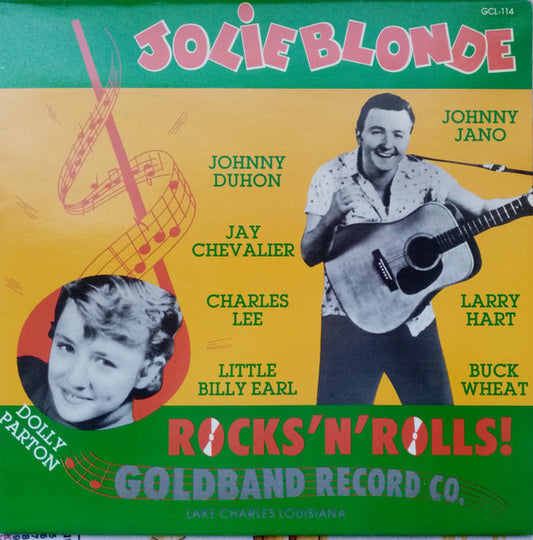 GCL-114
JOLIE BLONDE
JOHNNY
JANO
JOHNNY
DUHON
JAY
CHEVALIER
CHARLES
LEE
LARRY
HART
LITTLE
BILLY EARL
BUCK
WHEAT
DOLLY
PARTON
ROCKS'N'ROLLS!
GOLDBAND RECORD CO.
LAKE CHARLES LOUISIANA